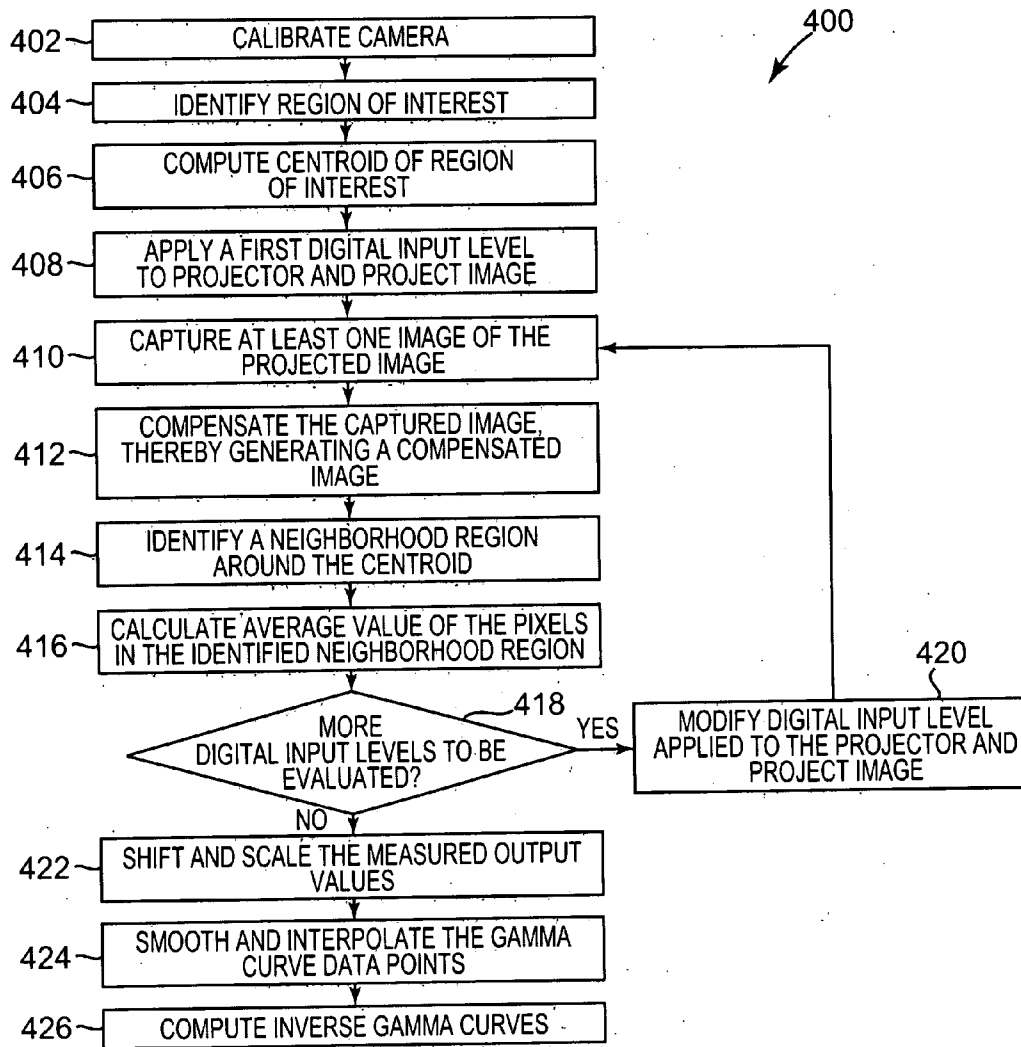 400
402
CALIBRATE CAMERA
404
IDENTIFY REGION OF INTEREST
406
COMPUTE CENTROID OF REGION
OF INTEREST
408
APPLY A FIRST DIGITAL INPUT LEVEL
TO PROJECTOR AND PROJECT IMAGE
410
CAPTURE AT LEAST ONE IMAGE OF THE
PROJECTED IMAGE
412
COMPENSATE THE CAPTURED IMAGE,
THEREBY GENERATING A COMPENSATED
IMAGE
414
IDENTIFY A NEIGHBORHOOD REGION
AROUND THE CENTROID
416
CALCULATE AVERAGE VALUE OF THE PIXELS
IN THE IDENTIFIED NEIGHBORHOOD REGION
418
MORE
DIGITAL INPUT LEVELS TO BE
EVALUATED?
YES
420
MODIFY DIGITAL INPUT LEVEL
APPLIED TO THE PROJECTOR AND
PROJECT IMAGE
NO
422
SHIFT AND SCALE THE MEASURED OUTPUT
VALUES
424
SMOOTH AND INTERPOLATE THE GAMMA
CURVE DATA POINTS
426
COMPUTE INVERSE GAMMA CURVES